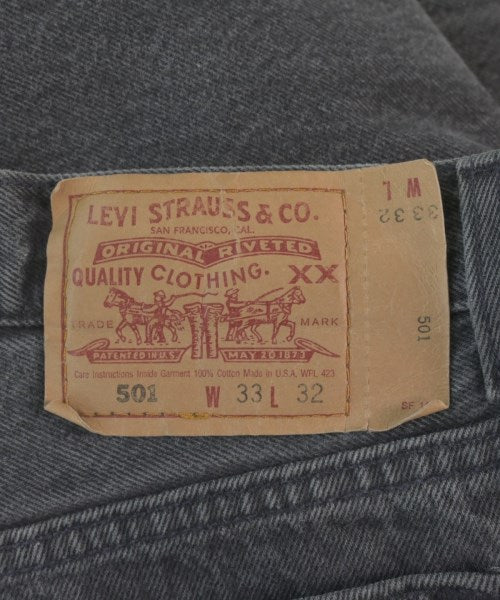 LEVI STRAUSS & CO.
SAN FRANCISCO, CAL.
ORIGINAL RIVETED
QUALITY CLOTHING. XX
TRADE MARK
PATENTED IN U.S. MAY 20 1873
Care Instructions Inside Garment 100% Cotton Made in U.S.A. WPL 423
501 W 33 L 32
W L
33 32
501
SF